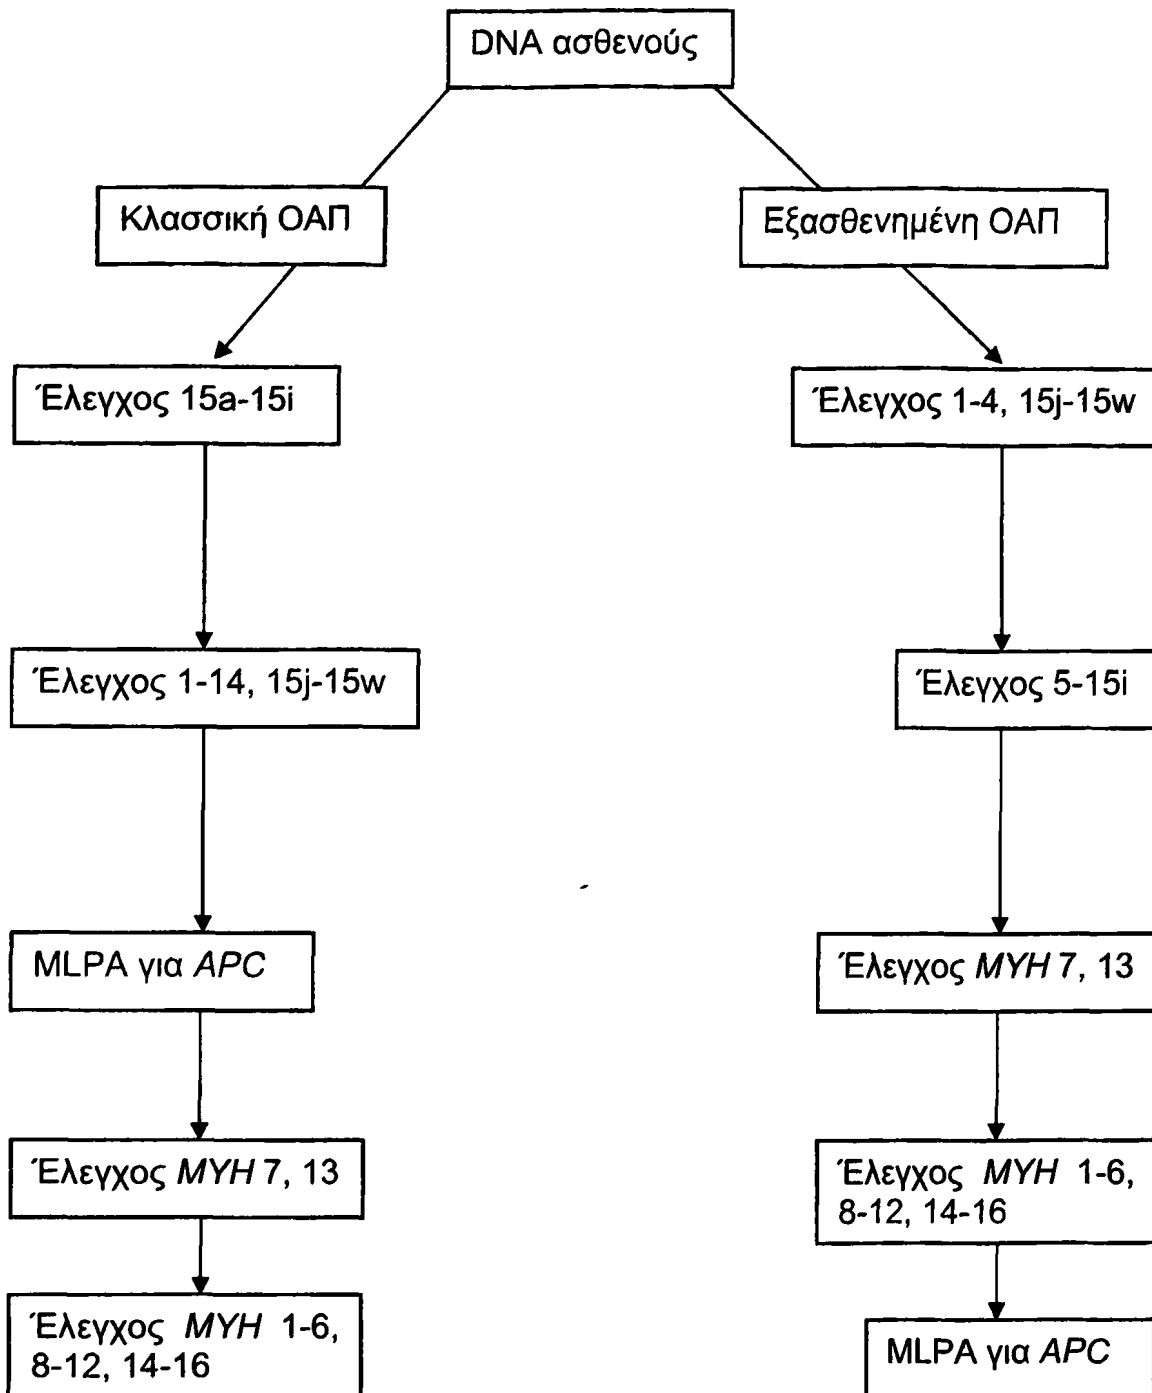 DNA ασθενούς
Κλασσική ΟΑΠ
Εξασθενημένη ΟΑΠ
Έλεγχος 15a-15i
Έλεγχος 1-4, 15j-15w
Έλεγχος 1-14, 15j-15w
Έλεγχος 5-15i
MLPA για APC
Έλεγχος MYH 7, 13
Έλεγχος MYH 7, 13
Έλεγχος MYH 1-6,
8-12, 14-16
Έλεγχος MYH 1-6,
8-12, 14-16
MLPA για APC